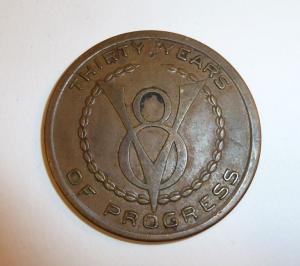 THIRTY YEARS
V8
OF PROGRESS